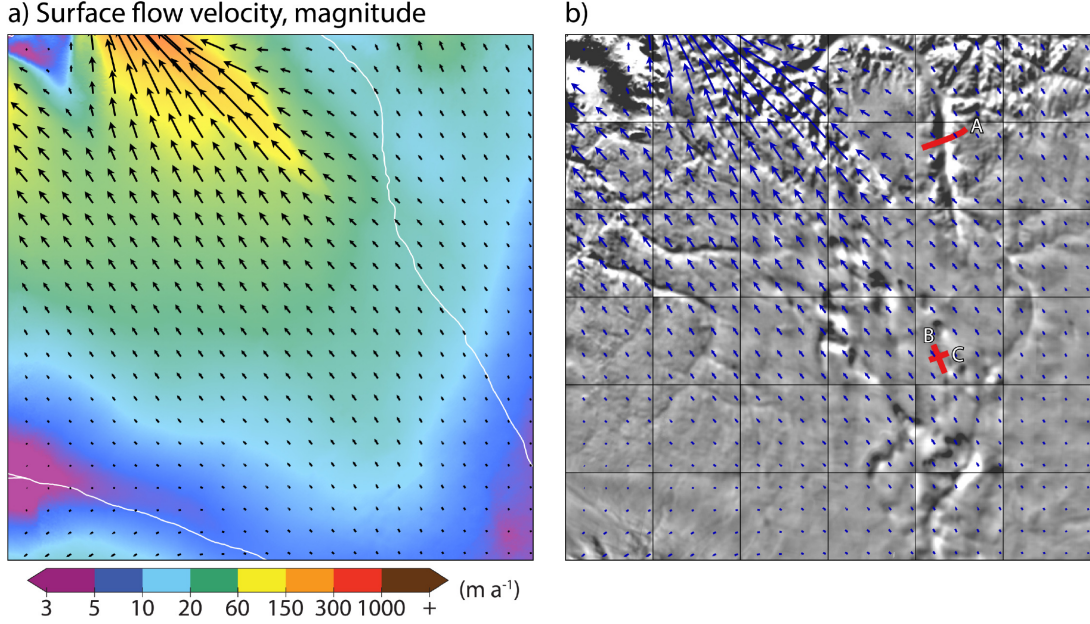 a) Surface flow velocity, magnitude
b)
A
B
C
3 5 10 20 60 150 300 1000 + (m a⁻¹)